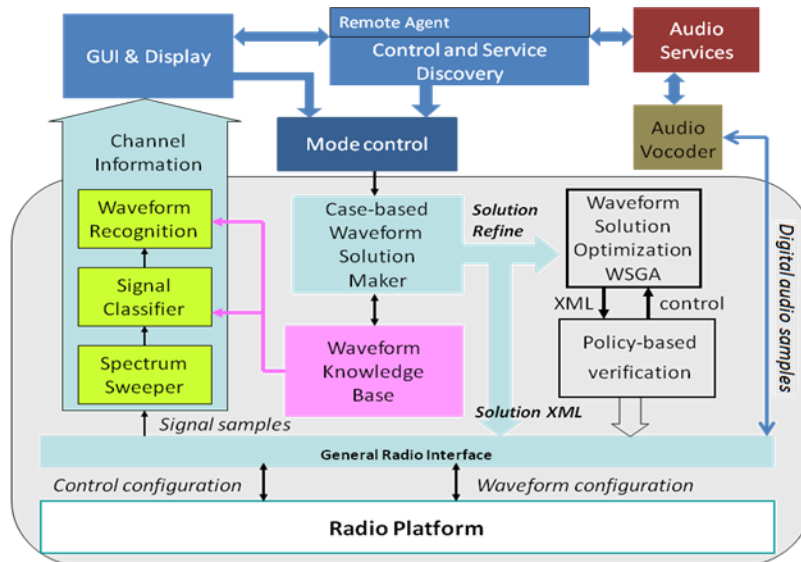 Remote Agent
GUI & Display
Control and Service
Discovery
Audio
Services
Channel
Information
Mode control
Audio
Vocoder
Waveform
Recognition
Case-based
Waveform
Solution
Maker
Solution
Refine
Waveform
Solution
Optimization
WSGA
Signal
Classifier
XML
control
Digital audio samples
Spectrum
Sweeper
Waveform
Knowledge
Base
Policy-based
verification
Signal samples
Solution XML
General Radio Interface
Control configuration
Waveform configuration
Radio Platform